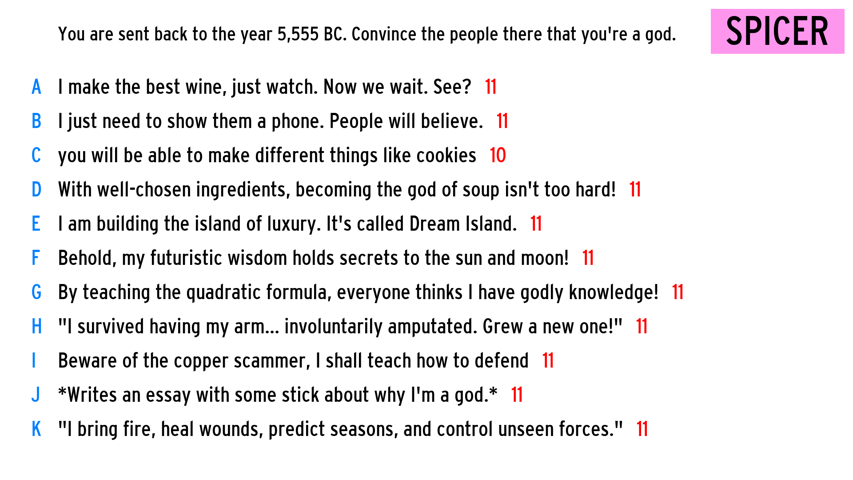 You are sent back to the year 5,555 BC. Convince the people there that you're a god.
SPICER
A I make the best wine, just watch. Now we wait. See? 11
B I just need to show them a phone. People will believe. 11
C you will be able to make different things like cookies 10
D With well-chosen ingredients, becoming the god of soup isn't too hard! 11
E I am building the island of luxury. It's called Dream Island. 11
F Behold, my futuristic wisdom holds secrets to the sun and moon! 11
G By teaching the quadratic formula, everyone thinks I have godly knowledge! 11
H "I survived having my arm... involuntarily amputated. Grew a new one!" 11
I Beware of the copper scammer, I shall teach how to defend 11
J *Writes an essay with some stick about why I'm a god.* 11
K "I bring fire, heal wounds, predict seasons, and control unseen forces." 11